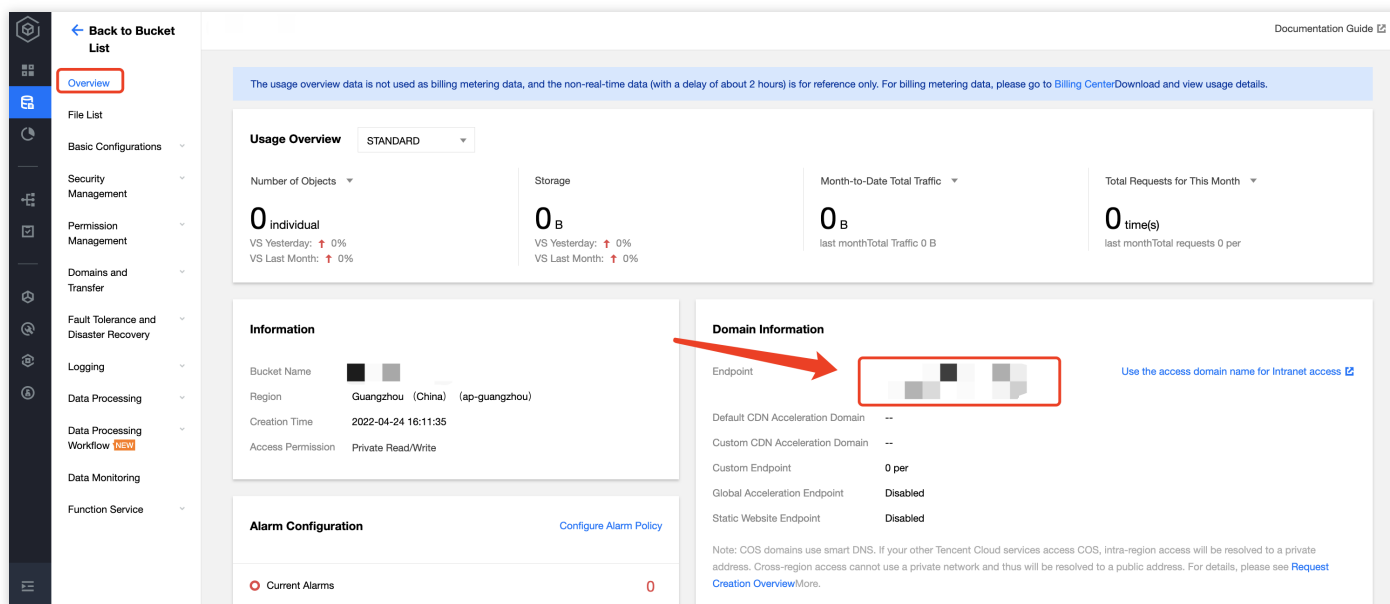 Back to Bucket
List
Documentation Guide
Overview
File List
Basic Configurations
Security
Management
Permission
Management
Domains and
Transfer
Fault Tolerance and
Disaster Recovery
Logging
Data Processing
Data Processing
Workflow NEW
Data Monitoring
Function Service
The usage overview data is not used as billing metering data, and the non-real-time data (with a delay of about 2 hours) is for reference only. For billing metering data, please go to Billing CenterDownload and view usage details.
Usage Overview STANDARD
Number of Objects
0 individual
VS Yesterday: ↑ 0%
VS Last Month: ↑ 0%
Storage
0 B
VS Yesterday: ↑ 0%
VS Last Month: ↑ 0%
Month-to-Date Total Traffic
0 B
last monthTotal Traffic 0 B
Total Requests for This Month
0 time(s)
last monthTotal requests 0 per
Information
Bucket Name
Region Guangzhou (China) (ap-guangzhou)
Creation Time 2022-04-24 16:11:35
Access Permission Private Read/Write
Alarm Configuration Configure Alarm Policy
Current Alarms 0
Domain Information
Endpoint Use the access domain name for Intranet access
Default CDN Acceleration Domain --
Custom CDN Acceleration Domain --
Custom Endpoint 0 per
Global Acceleration Endpoint Disabled
Static Website Endpoint Disabled
Note: COS domains use smart DNS. If your other Tencent Cloud services access COS, intra-region access will be resolved to a private
address. Cross-region access cannot use a private network and thus will be resolved to a public address. For details, please see Request
Creation OverviewMore.